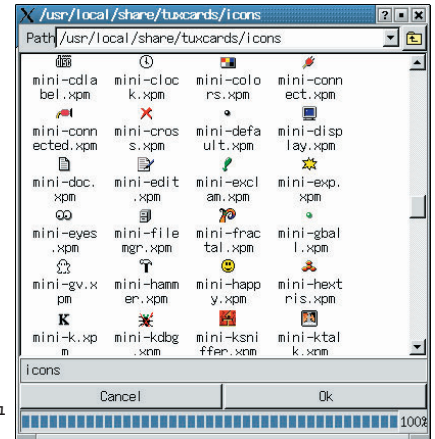 /usr/local/share/tuxcards/icons
Path /usr/local/share/tuxcards/icons
mini-cdla mini-cloc mini-colo mini-conn
bel.xpm k.xpm rs.xpm ect.xpm
mini-conn mini-cros mini-defa mini-disp
ected.xpm s.xpm ult.xpm lay.xpm
mini-doc. mini-edit mini-excl mini-exp.
xpm .xpm am.xpm xpm
mini-eyes mini-file mini-frac mini-gbal
.xpm mgr.xpm tal.xpm l.xpm
mini-gv.x mini-hamm mini-happ mini-hext
pm er.xpm y.xpm ris.xpm
mini-k.xp mini-kdbg mini-ksni mini-ktal
m .xpm ffer.xpm k.xpm
icons
Cancel Ok
100%